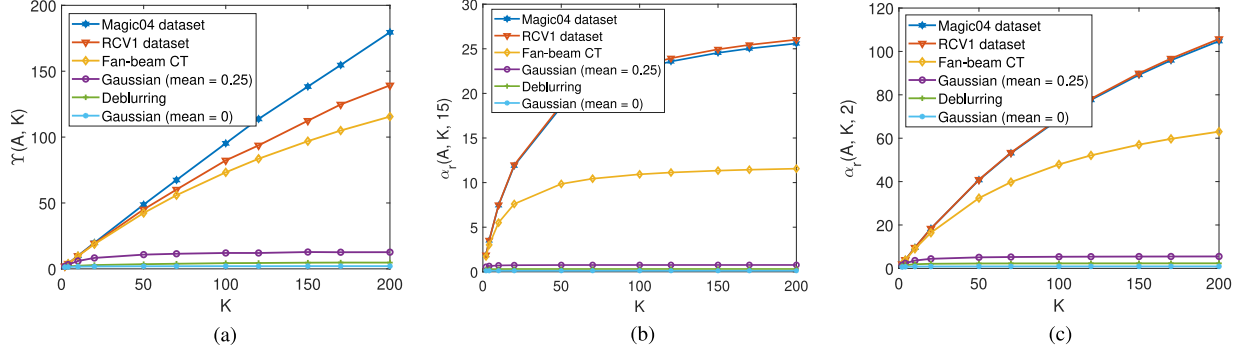 200
150
100
50
0
ϒ(A, K)
Magic04 dataset
RCV1 dataset
Fan-beam CT
Gaussian (mean = 0.25)
Deblurring
Gaussian (mean = 0)
0 50 100 150 200
K
(a)
30
25
20
15
10
5
0
αr(A, K, 15)
Magic04 dataset
RCV1 dataset
Fan-beam CT
Gaussian (mean = 0.25)
Deblurring
Gaussian (mean = 0)
0 50 100 150 200
K
(b)
120
100
80
60
40
20
0
αr(A, K, 2)
Magic04 dataset
RCV1 dataset
Fan-beam CT
Gaussian (mean = 0.25)
Deblurring
Gaussian (mean = 0)
0 50 100 150 200
K
(c)